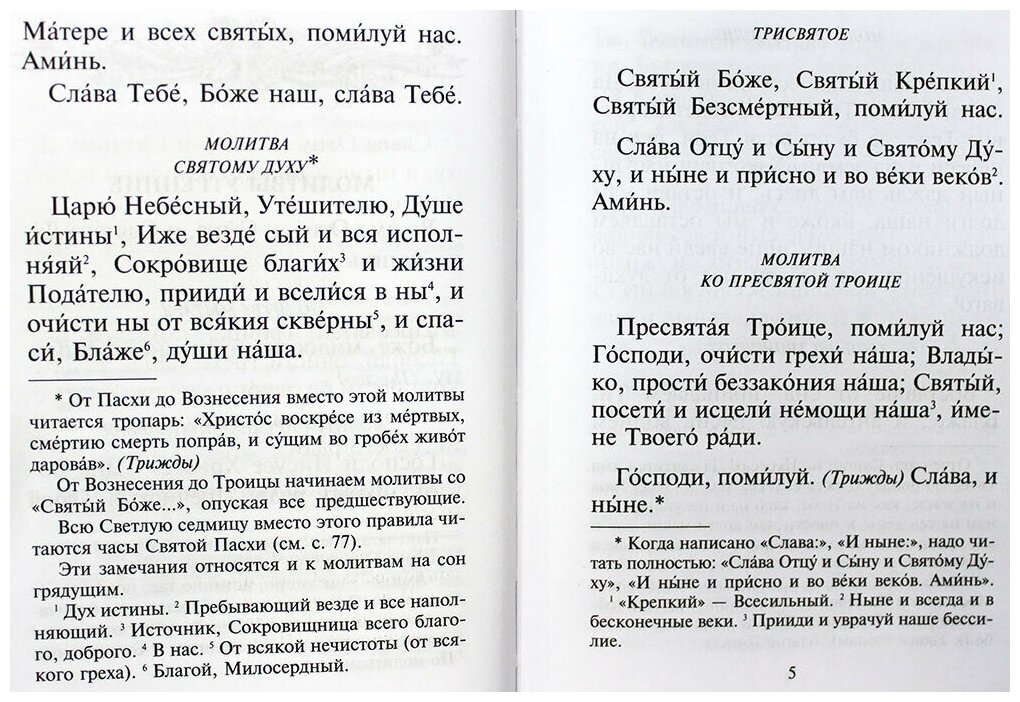 Ма́тере и всех святы́х, поми́луй нас.
Ами́нь.
Сла́ва Тебе́, Бо́же наш, сла́ва Тебе́.
МОЛИТВА
СВЯТОМУ ДУХУ*
Царю́ Небе́сный, Уте́шителю, Ду́ше
и́стины¹, Иже везде́ сый и вся испол-
ня́яй², Сокро́вище благи́х³ и жи́зни
Пода́телю, прииди́ и всели́ся в ны⁴, и
очи́сти ны от вся́кия скве́рны⁵, и спа-
си́, Бла́же⁶, ду́ши на́ша.
* От Пасхи до Вознесения вместо этой молитвы
читается тропарь: «Христо́с воскре́се из ме́ртвых,
сме́ртию смерть попра́в, и су́щим во гробе́х живо́т
дарова́в». (Трижды)
От Вознесения до Троицы начинаем молитвы со
«Святы́й Бо́же...», опуская все предшествующие.
Всю Светлую седмицу вместо этого правила чи-
таются часы Святой Пасхи (см. с. 77).
Эти замечания относятся и к молитвам на сон
грядущим.
¹ Дух истины. ² Пребывающий везде и все напол-
няющий. ³ Источник, Сокровищница всего благо-
го, доброго. ⁴ В нас. ⁵ От всякой нечистоты (от вся-
кого греха). ⁶ Благой, Милосердный.
ТРИСВЯТОЕ
Святы́й Бо́же, Святы́й Кре́пкий¹,
Святы́й Безсме́ртный, поми́луй нас.
Сла́ва Отцу́ и Сы́ну и Свято́му Ду́-
ху, и ны́не и при́сно и во ве́ки веко́в².
Ами́нь.
МОЛИТВА
КО ПРЕСВЯТОЙ ТРОИЦЕ
Пресвята́я Тро́ице, поми́луй нас;
Го́споди, очи́сти грехи́ на́ша; Влады́-
ко, прости́ беззако́ния на́ша; Святы́й,
посети́ и исцели́ не́мощи на́ша³, и́ме-
не Твоего́ ра́ди.
Го́споди, поми́луй. (Трижды) Сла́ва, и
ны́не.*
* Когда написано «Слава:», «И ныне:», надо чи-
тать полностью: «Сла́ва Отцу́ и Сы́ну и Свято́му Ду́-
ху», «И ны́не и при́сно и во ве́ки веко́в. Ами́нь».
¹ «Крепкий» — Всесильный. ² Ныне и всегда и в
бесконечные веки. ³ Прииди и уврачуй наше бесси-
лие.
5